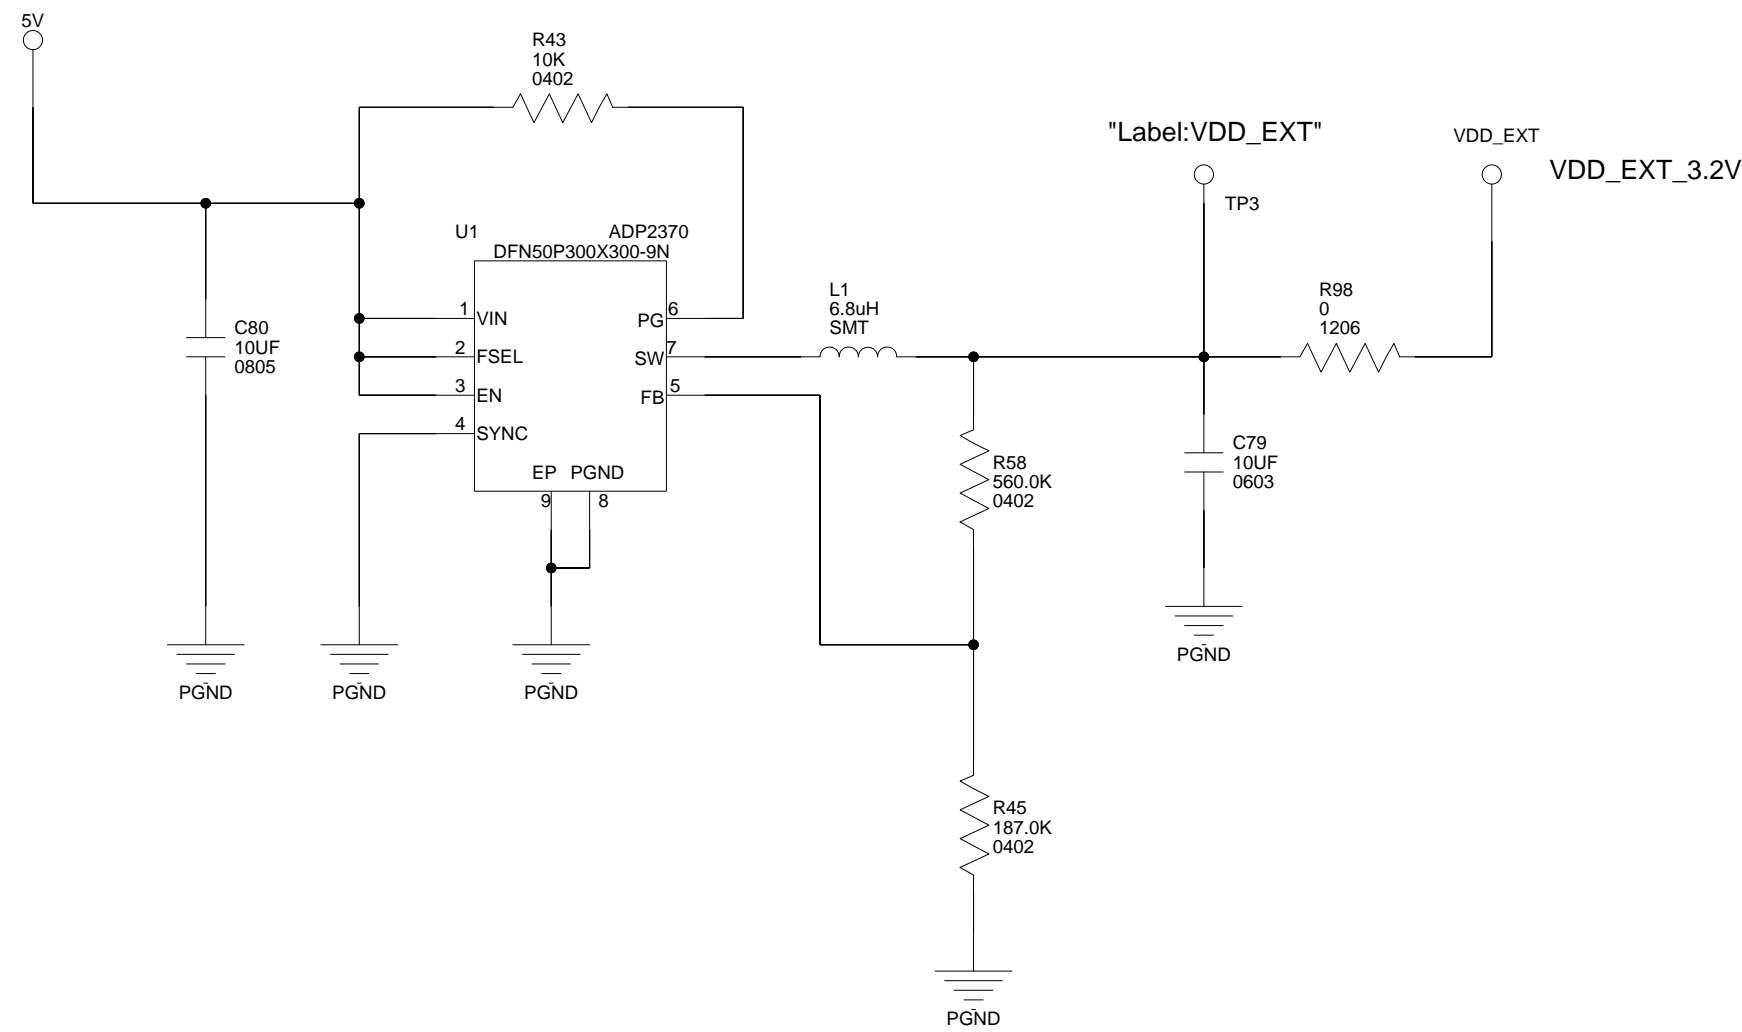 5V
R43
10K
0402
"Label:VDD_EXT"
VDD_EXT
VDD_EXT_3.2V
TP3
U1
ADP2370
DFN50P300X300-9N
1
VIN
2
FSEL
3
EN
4
SYNC
6
PG
7
SW
5
FB
EP
PGND
9
8
C80
10UF
0805
L1
6.8uH
SMT
R98
0
1206
R58
560.0K
0402
C79
10UF
0603
PGND
PGND
PGND
PGND
R45
187.0K
0402
PGND